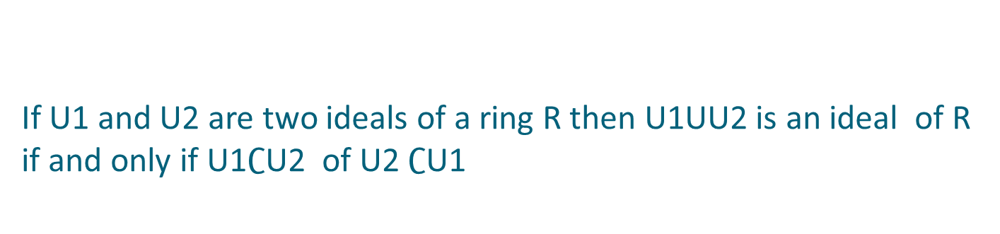 If U1 and U2 are two ideals of a ring R then U1UU2 is an ideal  of R
if and only if U1⊂U2  of U2 ⊂U1